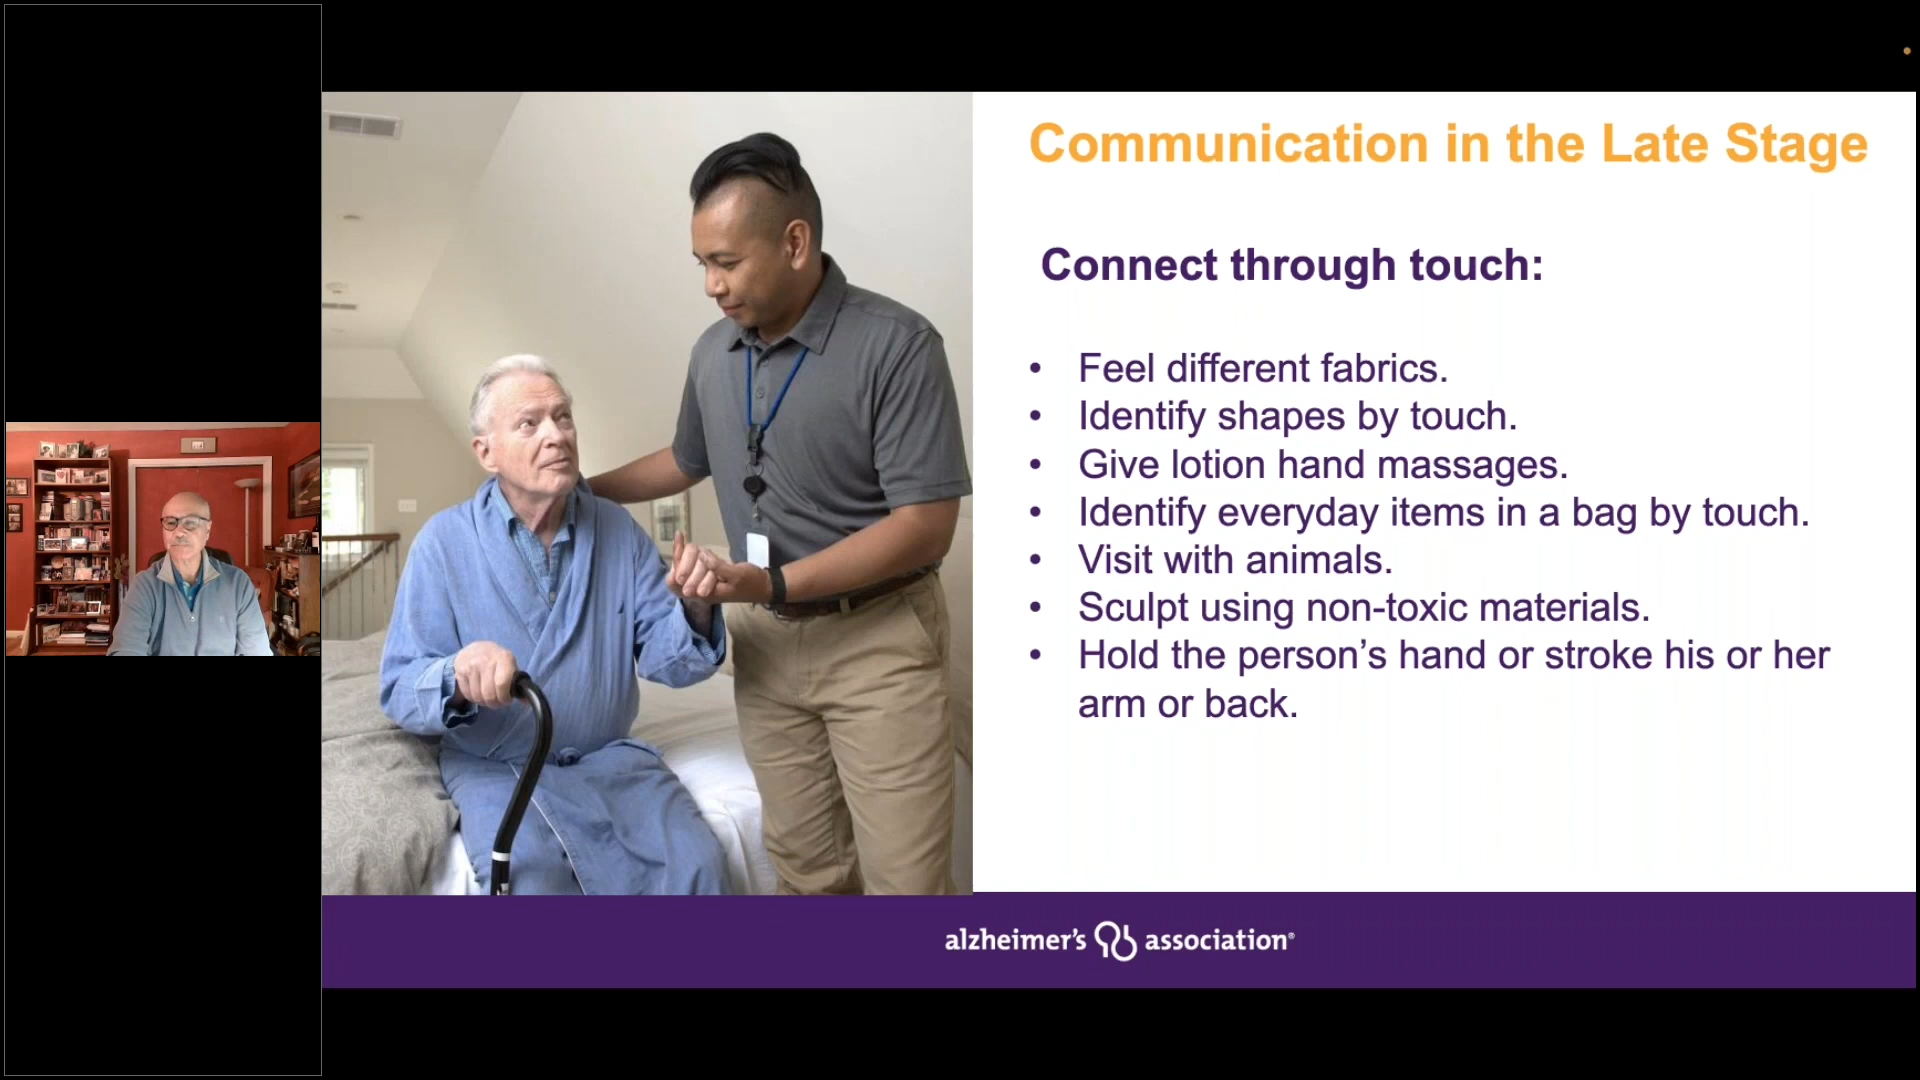 Communication in the Late Stage
Connect through touch:
• Feel different fabrics.
• Identify shapes by touch.
• Give lotion hand massages.
• Identify everyday items in a bag by touch.
• Visit with animals.
• Sculpt using non-toxic materials.
• Hold the person’s hand or stroke his or her
arm or back.
alzheimer’s association®